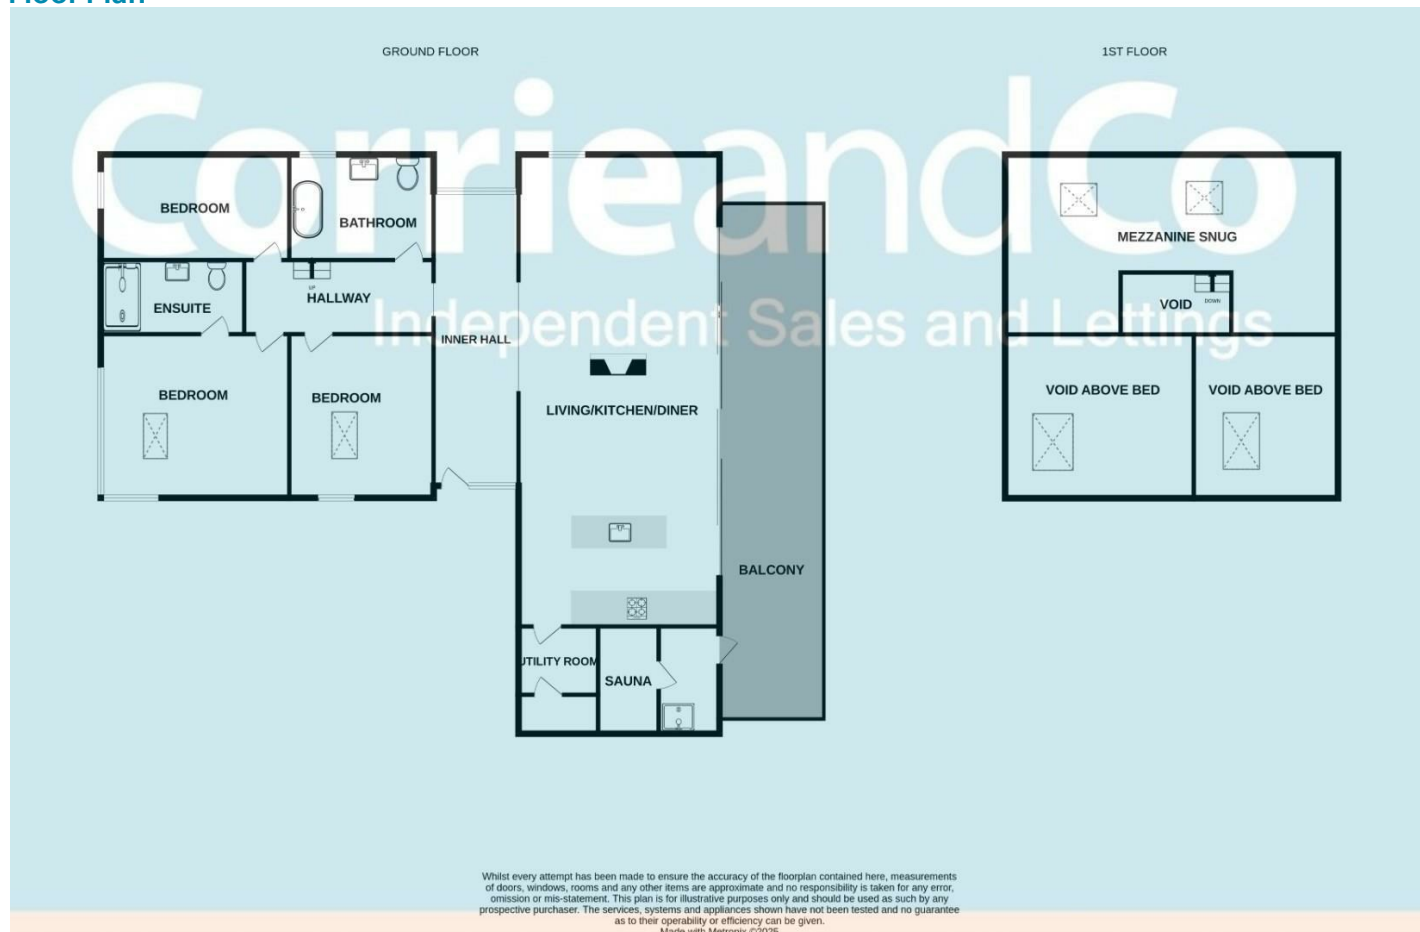 Floor Plan
GROUND FLOOR
1ST FLOOR
CorrieandCo
Independent Sales and Lettings
BEDROOM
BATHROOM
ENSUITE
UP
HALLWAY
INNER HALL
BEDROOM
BEDROOM
LIVING/KITCHEN/DINER
BALCONY
UTILITY ROOM
SAUNA
MEZZANINE SNUG
VOID
DOWN
VOID ABOVE BED
VOID ABOVE BED
Whilst every attempt has been made to ensure the accuracy of the floorplan contained here, measurements
of doors, windows, rooms and any other items are approximate and no responsibility is taken for any error,
omission or mis-statement. This plan is for illustrative purposes only and should be used as such by any
prospective purchaser. The services, systems and appliances shown have not been tested and no guarantee
as to their operability or efficiency can be given.
Made with Metropix ©2025